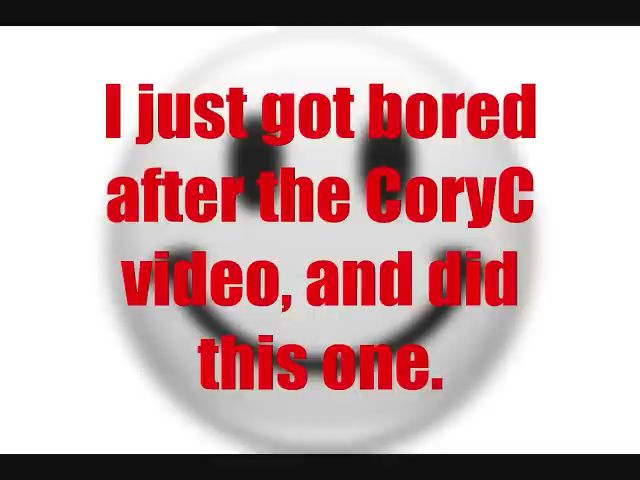 I just got bored
after the CoryC
video, and did
this one.